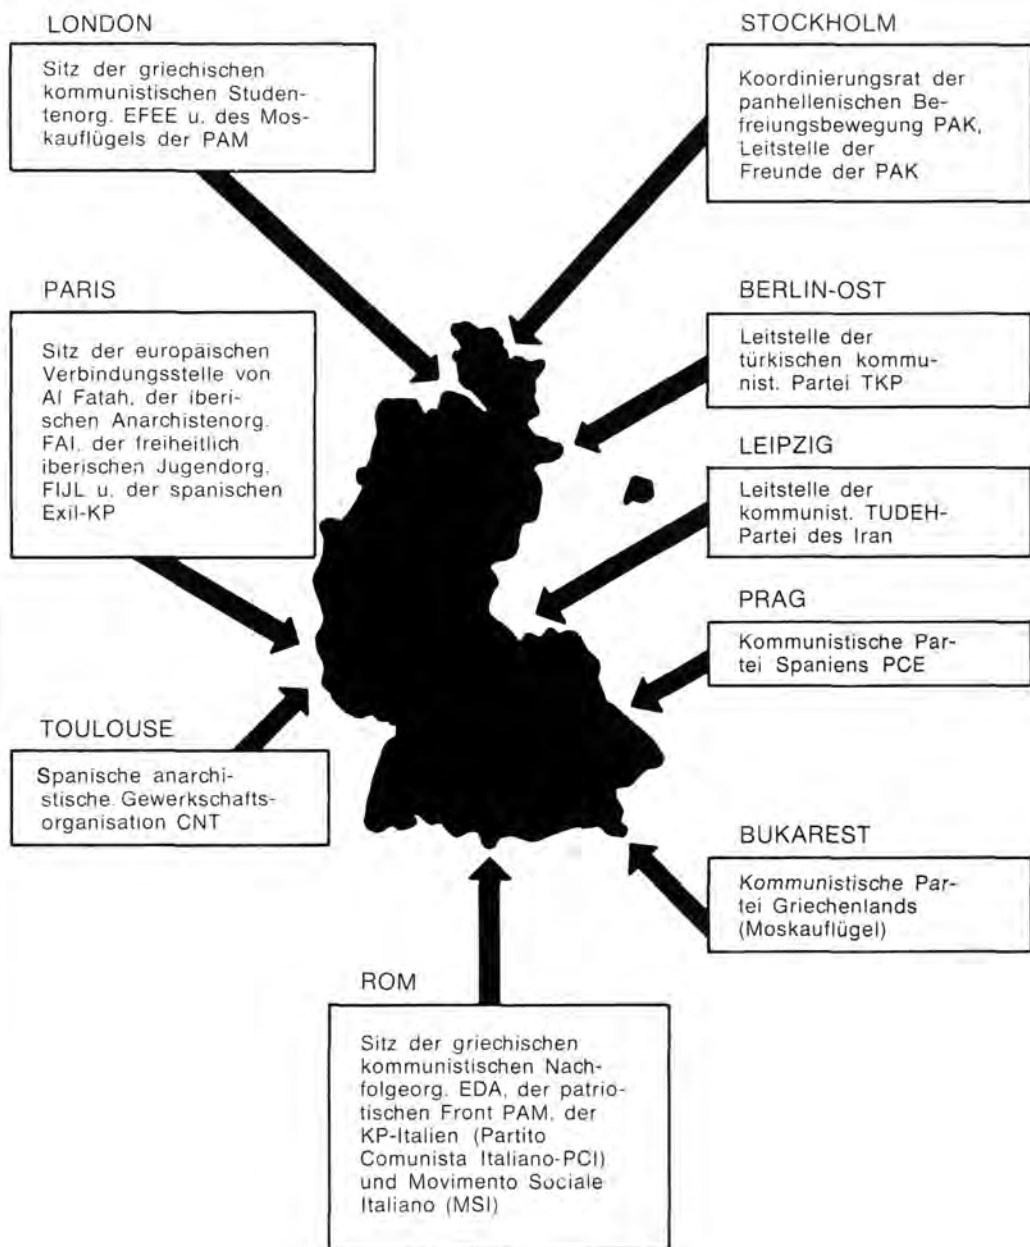 LONDON
Sitz der griechischen
kommunistischen Studen-
tenorg. EFEE u. des Mos-
kauflügels der PAM
STOCKHOLM
Koordinierungsrat der
panhellenischen Be-
freiungsbewegung PAK,
Leitstelle der
Freunde der PAK
PARIS
Sitz der europäischen
Verbindungsstelle von
Al Fatah, der iberi-
schen Anarchistenorg.
FAI, der freiheitlich
iberischen Jugendorg.
FIJL u. der spanischen
Exil-KP
BERLIN-OST
Leitstelle der
türkischen kommu-
nist. Partei TKP
LEIPZIG
Leitstelle der
kommunist. TUDEH-
Partei des Iran
PRAG
Kommunistische Par-
tei Spaniens PCE
TOULOUSE
Spanische anarchi-
stische Gewerkschafts-
organisation CNT
BUKAREST
Kommunistische Par-
tei Griechenlands
(Moskauflügel)
ROM
Sitz der griechischen
kommunistischen Nach-
folgeorg. EDA, der patrio-
tischen Front PAM, der
KP-Italien (Partito
Comunista Italiano-PCI)
und Movimento Sociale
Italiano (MSI)